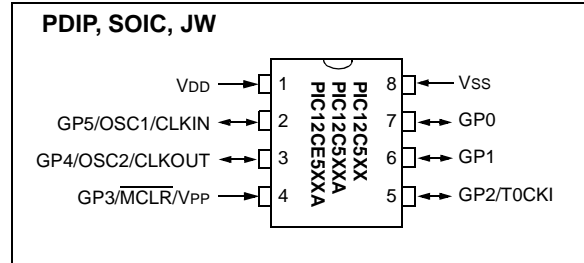 PDIP, SOIC, JW
VDD 1 8 VSS
GP5/OSC1/CLKIN 2 7 GP0
GP4/OSC2/CLKOUT 3 6 GP1
GP3/MCLR/VPP 4 5 GP2/T0CKI
PIC12C5XX
PIC12C5XXA
PIC12CE5XXA